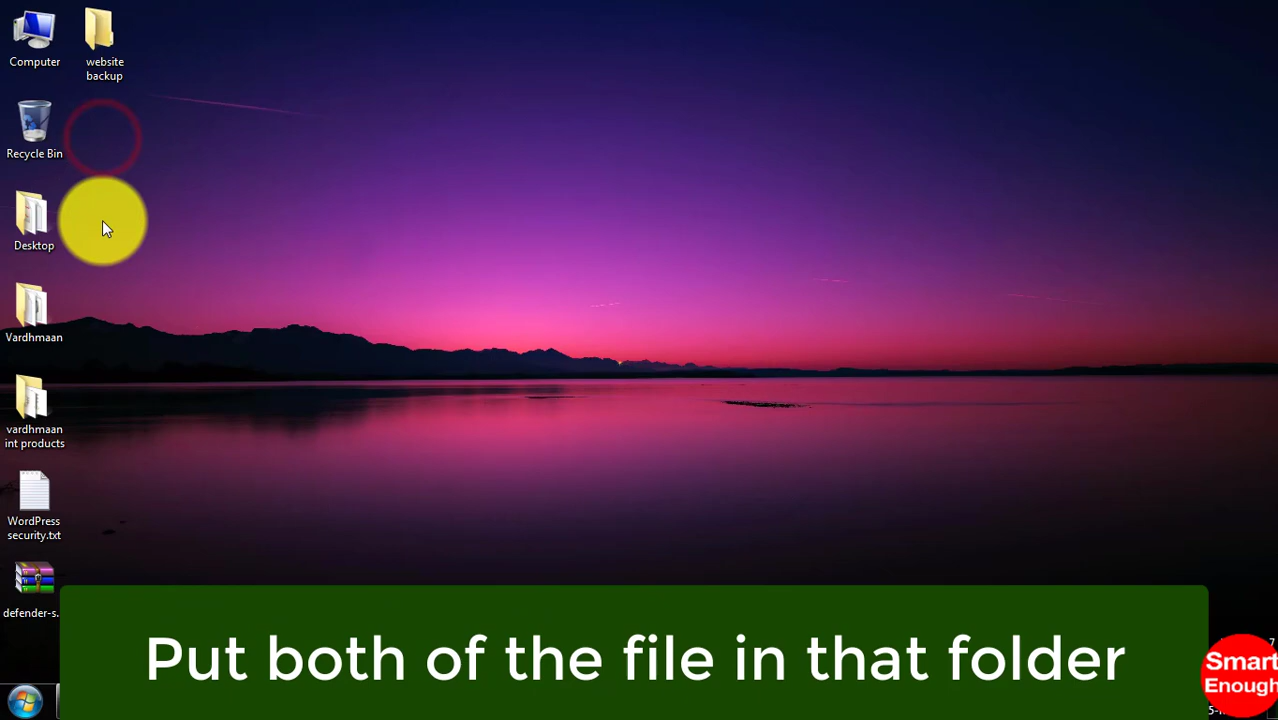 Computer
website
backup
Recycle Bin
Desktop
Vardhmaan
vardhmaan
int products
WordPress
security.txt
defender-s..
Put both of the file in that folder
Smart
Enough